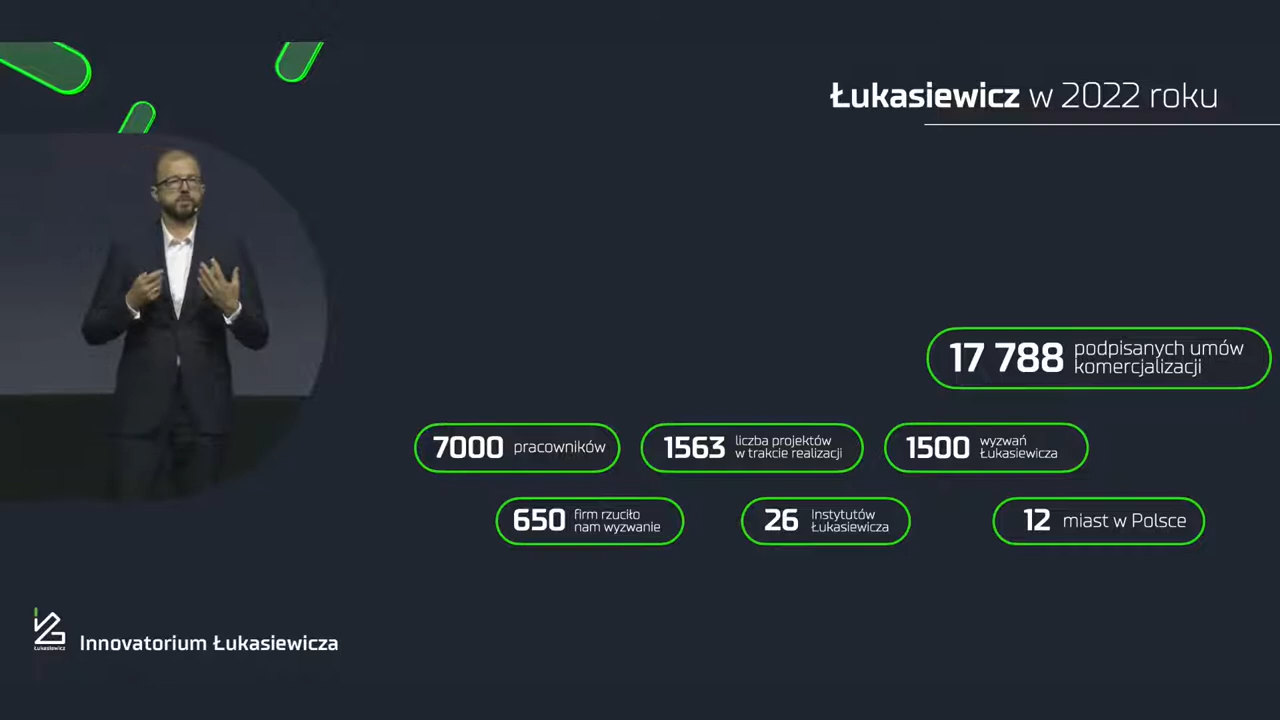 Łukasiewicz w 2022 roku
17 788 podpisanych umów
komercjalizacji
7000 pracowników
1563 liczba projektów
w trakcie realizacji
1500 wyzwań
Łukasiewicza
650 firm rzuciło
nam wyzwanie
26 Instytutów
Łukasiewicza
12 miast w Polsce
Łukasiewicz
Innovatorium Łukasiewicza